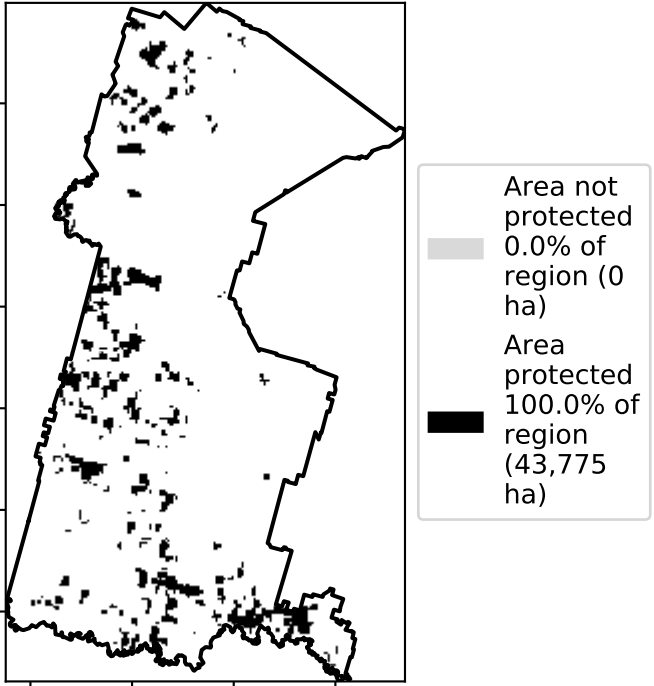 Area not
protected
0.0% of
region (0
ha)
Area
protected
100.0% of
region
(43,775
ha)